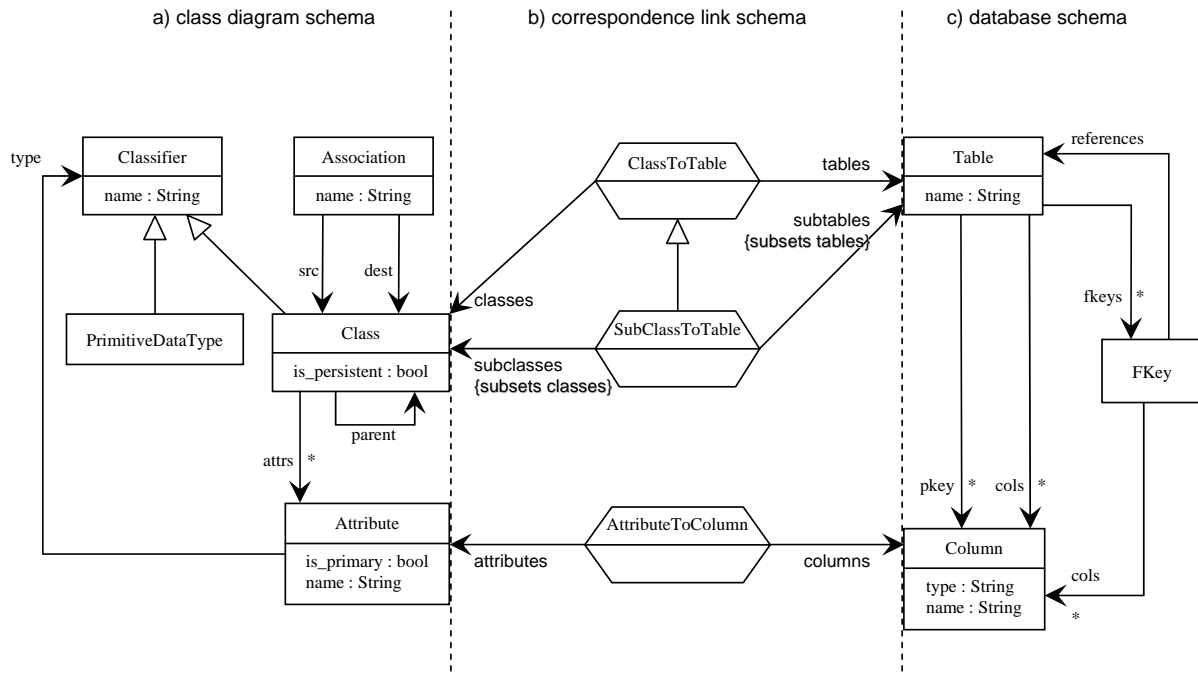 a) class diagram schema
b) correspondence link schema
c) database schema
type
Classifier
name : String
Association
name : String
ClassToTable
tables
Table
name : String
references
subtables
{subsets tables}
src
dest
classes
fkeys
*
PrimitiveDataType
Class
is_persistent : bool
SubClassToTable
subclasses
{subsets classes}
FKey
parent
attrs
*
pkey
*
cols
*
Attribute
is_primary : bool
name : String
AttributeToColumn
attributes
columns
Column
type : String
name : String
cols
*